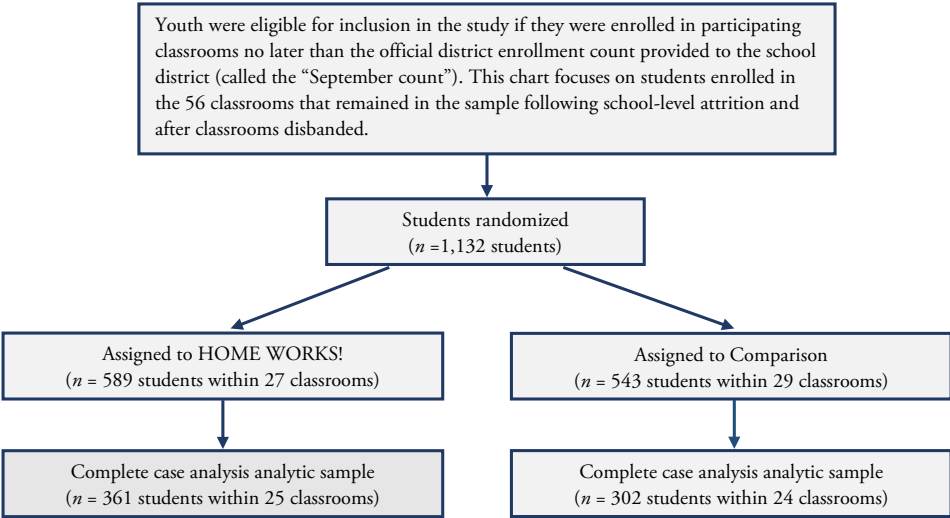 Youth were eligible for inclusion in the study if they were enrolled in participating
classrooms no later than the official district enrollment count provided to the school
district (called the “September count”). This chart focuses on students enrolled in
the 56 classrooms that remained in the sample following school-level attrition and
after classrooms disbanded.
Students randomized
(n =1,132 students)
Assigned to HOME WORKS!
(n = 589 students within 27 classrooms)
Assigned to Comparison
(n = 543 students within 29 classrooms)
Complete case analysis analytic sample
(n = 361 students within 25 classrooms)
Complete case analysis analytic sample
(n = 302 students within 24 classrooms)